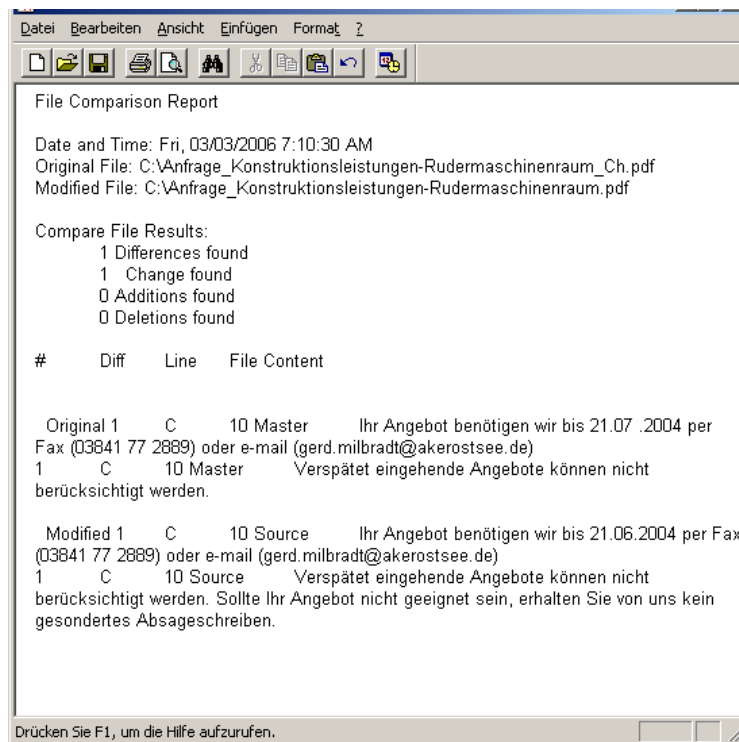 Datei Bearbeiten Ansicht Einfügen Format ?
File Comparison Report
Date and Time: Fri, 03/03/2006 7:10:30 AM
Original File: C:\Anfrage_Konstruktionsleistungen-Rudermaschinenraum_Ch.pdf
Modified File: C:\Anfrage_Konstruktionsleistungen-Rudermaschinenraum.pdf
Compare File Results:
1 Differences found
1 Change found
0 Additions found
0 Deletions found
# Diff Line File Content
Original 1 C 10 Master Ihr Angebot benötigen wir bis 21.07 .2004 per
Fax (03841 77 2889) oder e-mail (gerd.milbradt@akerostsee.de)
1 C 10 Master Verspätet eingehende Angebote können nicht
berücksichtigt werden.
Modified 1 C 10 Source Ihr Angebot benötigen wir bis 21.06.2004 per Fax
(03841 77 2889) oder e-mail (gerd.milbradt@akerostsee.de)
1 C 10 Source Verspätet eingehende Angebote können nicht
berücksichtigt werden. Sollte Ihr Angebot nicht geeignet sein, erhalten Sie von uns kein
gesondertes Absageschreiben.
Drücken Sie F1, um die Hilfe aufzurufen.